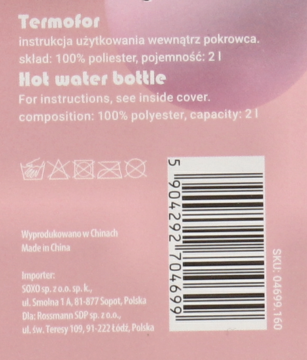 Termofor
instrukcja użytkowania wewnątrz pokrowca.
skład: 100% poliester, pojemność: 2 l
Hot water bottle
For instructions, see inside cover.
composition: 100% polyester, capacity: 2 l
Wyprodukowano w Chinach
Made in China
Importer:
SOXO sp. z o.o. sp. k.,
ul. Smolna 1 A, 81-877 Sopot, Polska
Dla: Rossmann SDP sp. z o.o.,
ul. św. Teresy 109, 91-222 Łódź, Polska
5 904292 704699
SKU: 04699.160